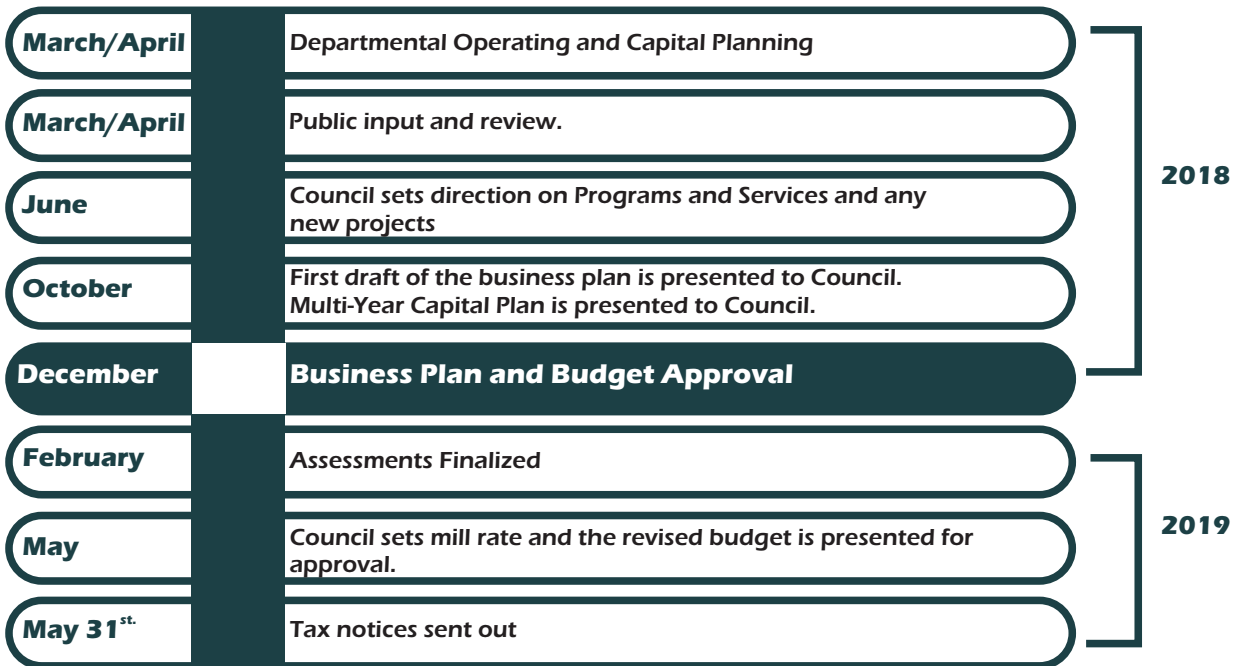 March/April
Departmental Operating and Capital Planning
March/April
Public input and review.
June
Council sets direction on Programs and Services and any
new projects
October
First draft of the business plan is presented to Council.
Multi-Year Capital Plan is presented to Council.
December
Business Plan and Budget Approval
2018
February
Assessments Finalized
May
Council sets mill rate and the revised budget is presented for
approval.
May 31st.
Tax notices sent out
2019